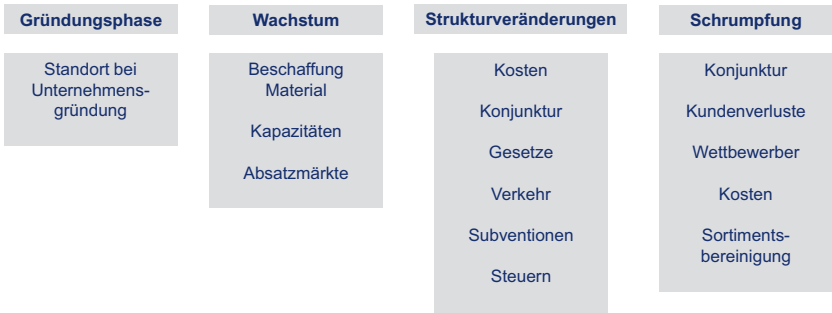 Gründungsphase
Standort bei
Unternehmens-
gründung
Wachstum
Beschaffung
Material
Kapazitäten
Absatzmärkte
Strukturveränderungen
Kosten
Konjunktur
Gesetze
Verkehr
Subventionen
Steuern
Schrumpfung
Konjunktur
Kundenverluste
Wettbewerber
Kosten
Sortiments-
bereinigung